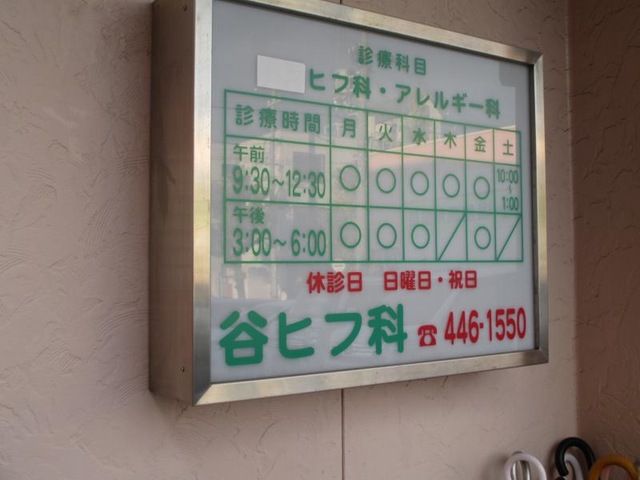 診療科目
ヒフ科・アレルギー科
診療時間 月 火 水 木 金 土
午前 9:30〜12:30 ○ ○ ○ ○ ○ 10:00〜1:00
午後 3:00〜6:00 ○ ○ ○ / ○ /
休診日 日曜日・祝日
谷ヒフ科 ☎ 446-1550